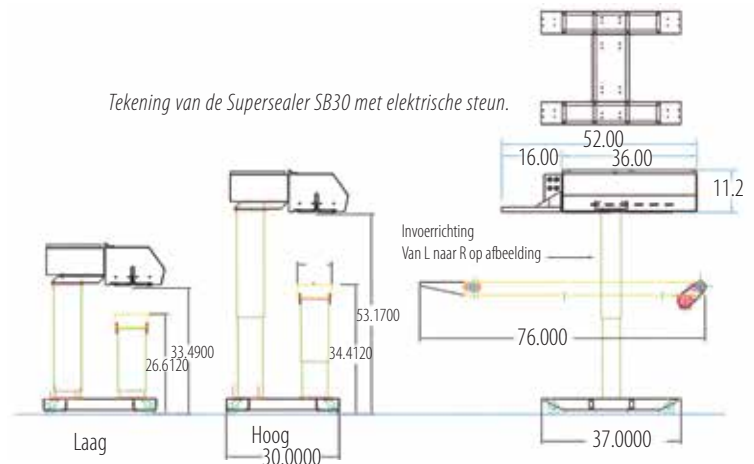 Tekening van de Supersealer SB30 met elektrische steun.
52.00
16.00
36.00
11.2
Invoerrichting
Van L naar R op afbeelding
53.1700
33.4900
34.4120
26.6120
76.000
Laag
Hoog
30.0000
37.0000